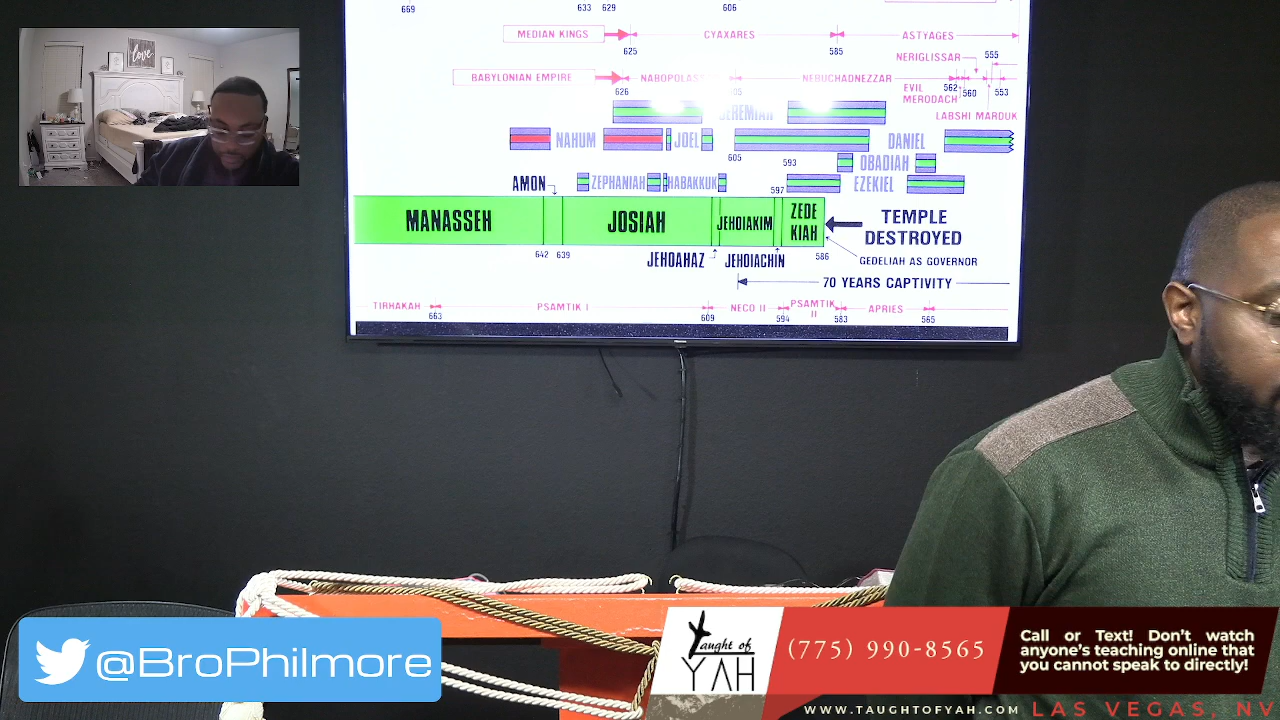 love
669
633 629
606
MEDIAN KINGS
CYAXARES
ASTYAGES
625
585
NERIGLISSAR
555
BABYLONIAN EMPIRE
NEBUCHADNEZZAR
626
EVIL
MERODACH
562
560
553
LABSHI MARDUK
JEREMIAH
NAHUM
JOEL
DANIEL
605
593
OBADIAH
AMON
ZEPHANIAH
HABAKKUK
597
EZEKIEL
MANASSEH
JOSIAH
JEHOIAKIM
ZEDE
KIAH
TEMPLE
DESTROYED
642 639
JEHOAHAZ
JEHOIACHIN
586
GEDELIAH AS GOVERNOR
70 YEARS CAPTIVITY
TIRHAKAH
PSAMTIK I
NECO II
PSAMTIK
II
APRIES
663
609
594
583
565
@BroPhilmore
Taught of
YAH
(775) 990-8565
Call or Text! Don't watch
anyone's teaching online that
you cannot speak to directly!
WWW.TAUGHTOFYAH.COM
LAS VEGAS, NV